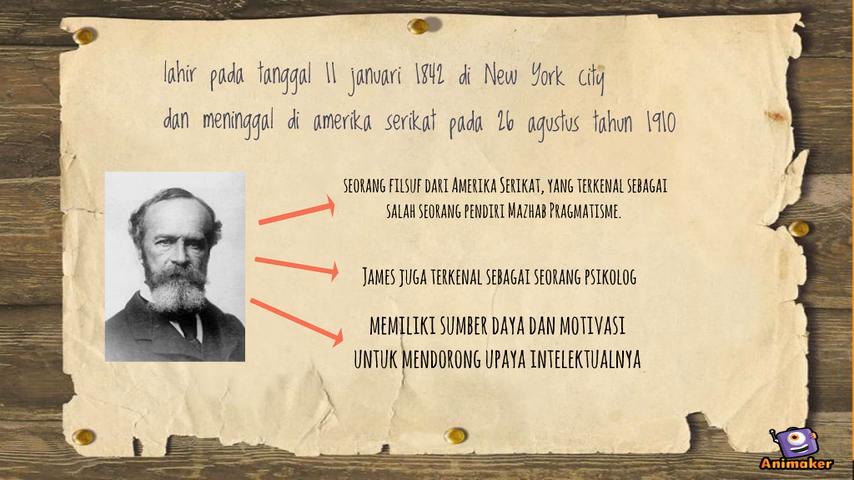 lahir pada tanggal 11 januari 1842 di New York city
dan meninggal di amerika serikat pada 26 agustus tahun 1910
seorang filsuf dari Amerika Serikat, yang terkenal sebagai
salah seorang pendiri Mazhab Pragmatisme.
James juga terkenal sebagai seorang psikolog
memiliki sumber daya dan motivasi
untuk mendorong upaya intelektualnya
Animaker